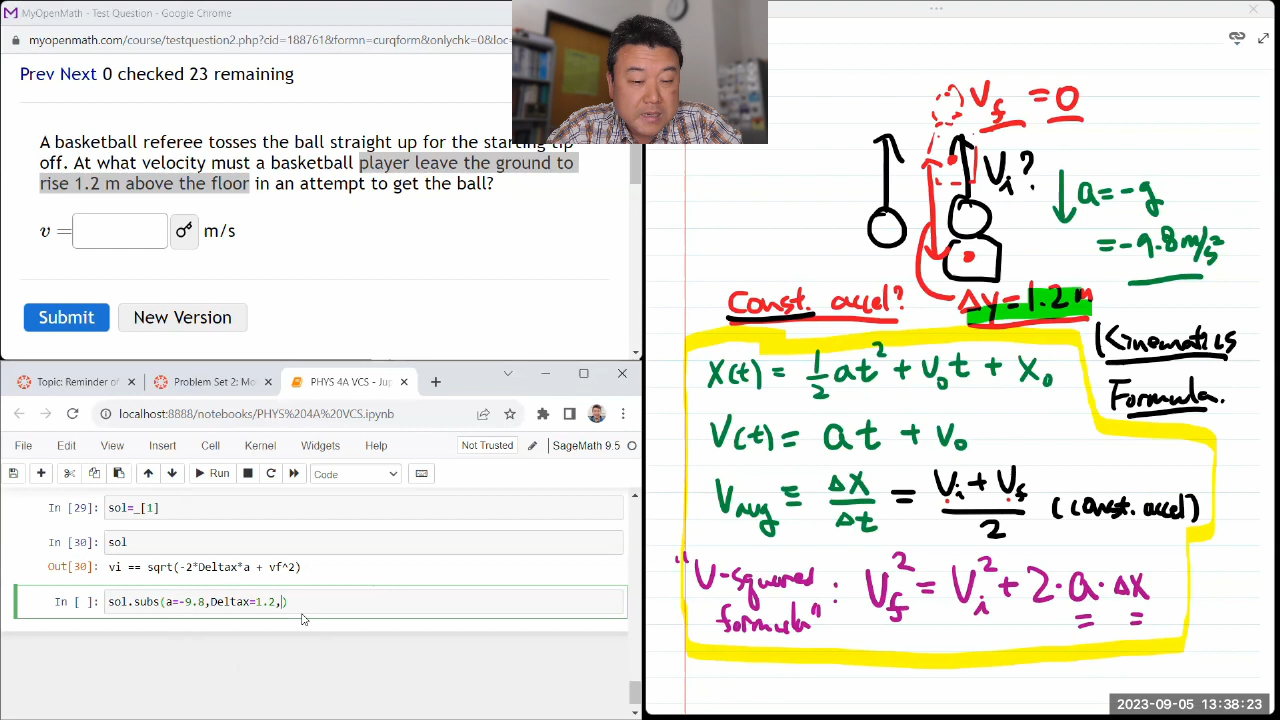 MyOpenMath - Test Question - Google Chrome
myopenmath.com/course/testquestion2.php?cid=188761&formn=curqform&onlychk=0&loc=
Prev Next 0 checked 23 remaining
A basketball referee tosses the ball straight up for the starting tip
off. At what velocity must a basketball player leave the ground to
rise 1.2 m above the floor in an attempt to get the ball?
v = m/s
Submit New Version
Topic: Reminder o
Problem Set 2: Mo
PHYS 4A VCS - Jup
localhost:8888/notebooks/PHYS%204A%20VCS.ipynb
File Edit View Insert Cell Kernel Widgets Help Not Trusted SageMath 9.5
Run Code
In [29]: sol=_[1]
In [30]: sol
Out[30]: vi == sqrt(-2*Deltax*a + vf^2)
In [ ]: sol.subs(a=-9.8,Deltax=1.2,)
Vf = 0
Vi?
a = -g
= -9.8 m/s²
Const. accel?
Δy = 1.2 m
Kinematics
Formula.
X(t) = 1/2 at² + V₀t + X₀
V(t) = at + V₀
Vavg ≡ ΔX/Δt = (Vi + Vf)/2 (const. accel)
"V-squared
formula" : Vf² = Vi² + 2·a·Δx
2023-09-05 13:38:23